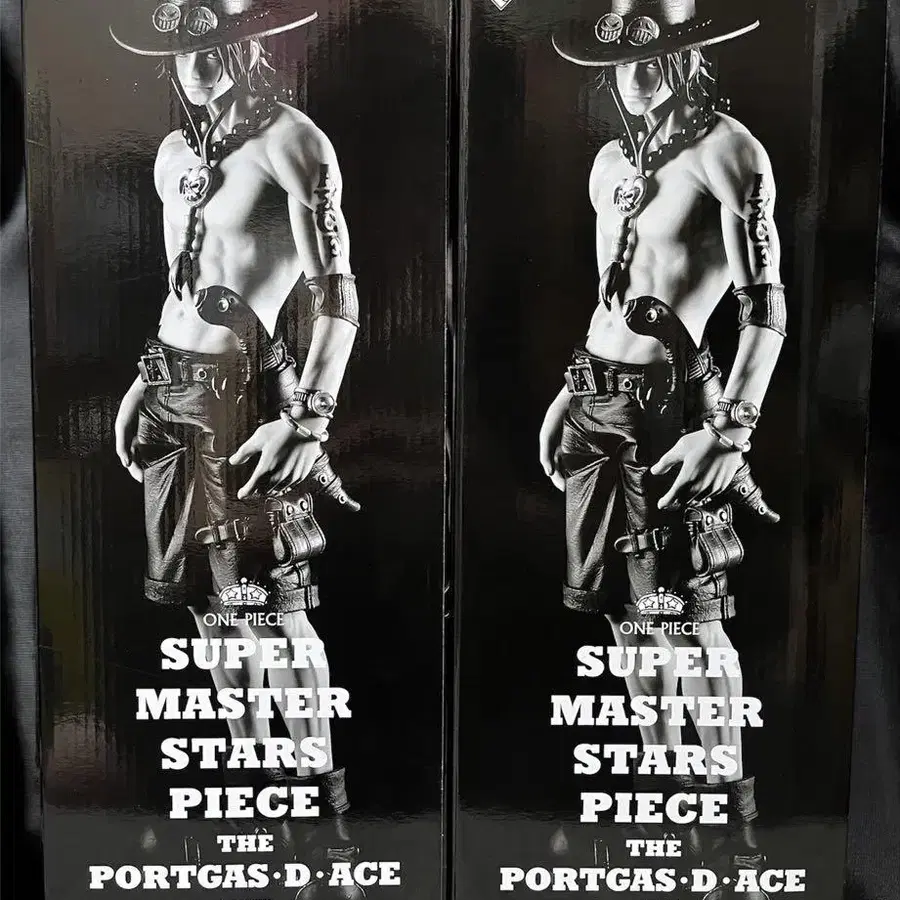 ONE PIECE
SUPER
MASTER
STARS
PIECE
THE
PORTGAS・D・ACE
ONE PIECE
SUPER
MASTER
STARS
PIECE
THE
PORTGAS・D・ACE